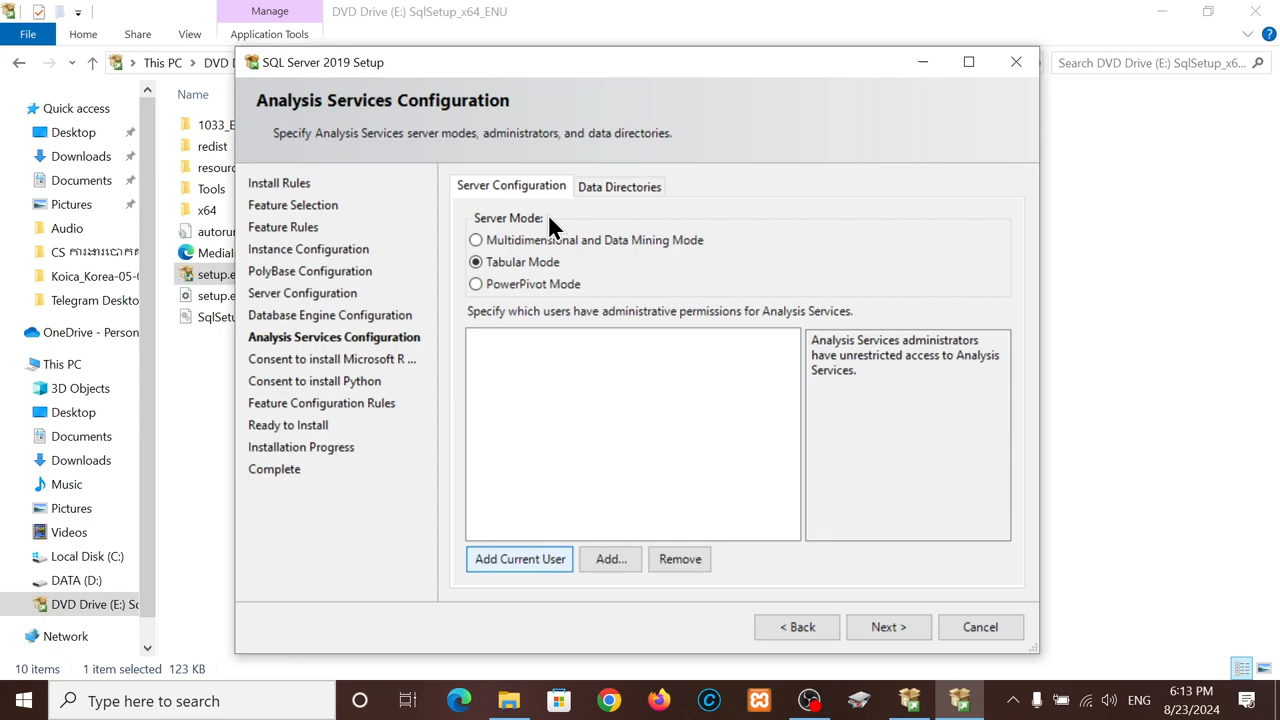 Manage
DVD Drive (E:) SqlSetup_x64_ENU
File
Home
Share
View
Application Tools
This PC
DVD
Search DVD Drive (E:) SqlSetup_x6...
Quick access
Desktop
Downloads
Documents
Pictures
Audio
Koica_Korea-05-
Telegram Deskto
OneDrive - Person
This PC
3D Objects
Desktop
Documents
Downloads
Music
Pictures
Videos
Local Disk (C:)
DATA (D:)
DVD Drive (E:) Sq
Network
Name
1033_E
redist
resourc
Tools
x64
autorun
MediaI
setup.e
setup.e
SqlSetu
SQL Server 2019 Setup
Analysis Services Configuration
Specify Analysis Services server modes, administrators, and data directories.
Install Rules
Feature Selection
Feature Rules
Instance Configuration
PolyBase Configuration
Server Configuration
Database Engine Configuration
Analysis Services Configuration
Consent to install Microsoft R ...
Consent to install Python
Feature Configuration Rules
Ready to Install
Installation Progress
Complete
Server Configuration
Data Directories
Server Mode:
Multidimensional and Data Mining Mode
Tabular Mode
PowerPivot Mode
Specify which users have administrative permissions for Analysis Services.
Analysis Services administrators
have unrestricted access to Analysis
Services.
Add Current User
Add...
Remove
< Back
Next >
Cancel
10 items
1 item selected 123 KB
Type here to search
ENG
6:13 PM
8/23/2024